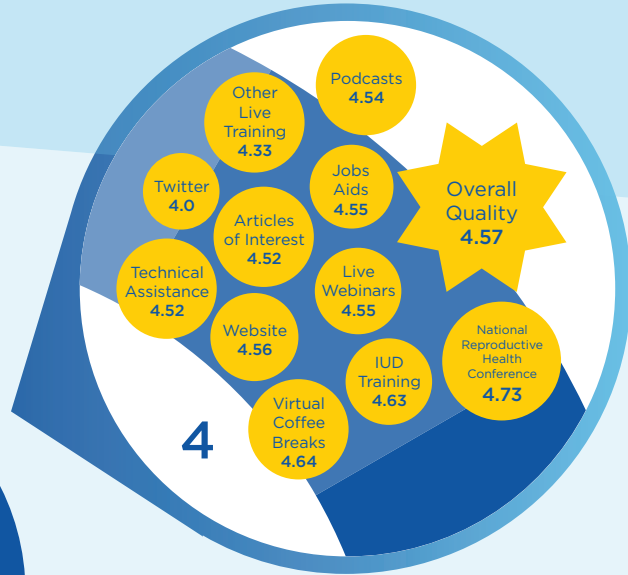 Podcasts
4.54
Other
Live
Training
4.33
Jobs
Aids
4.55
Twitter
4.0
Overall
Quality
4.57
Articles
of Interest
4.52
Technical
Assistance
4.52
Live
Webinars
4.55
Website
4.56
National
Reproductive
Health
Conference
4.73
IUD
Training
4.63
Virtual
Coffee
Breaks
4.64
4